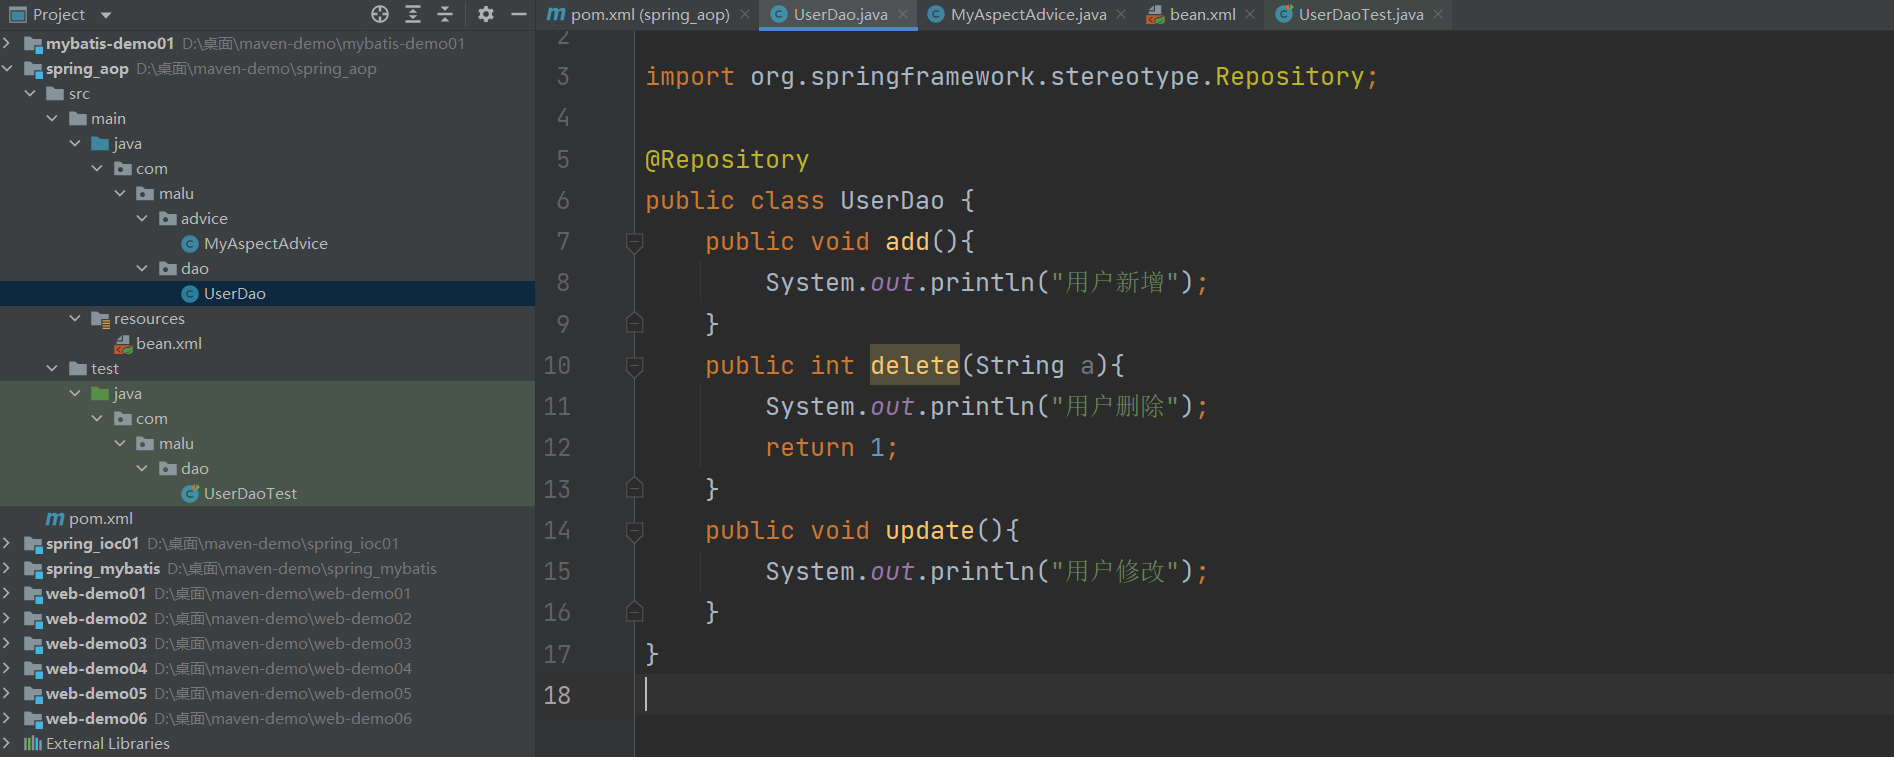 Project
mybatis-demo01 D:\桌面\maven-demo\mybatis-demo01
spring_aop D:\桌面\maven-demo\spring_aop
src
main
java
com
malu
advice
MyAspectAdvice
dao
UserDao
resources
bean.xml
test
java
com
malu
dao
UserDaoTest
pom.xml
spring_ioc01 D:\桌面\maven-demo\spring_ioc01
spring_mybatis D:\桌面\maven-demo\spring_mybatis
web-demo01 D:\桌面\maven-demo\web-demo01
web-demo02 D:\桌面\maven-demo\web-demo02
web-demo03 D:\桌面\maven-demo\web-demo03
web-demo04 D:\桌面\maven-demo\web-demo04
web-demo05 D:\桌面\maven-demo\web-demo05
web-demo06 D:\桌面\maven-demo\web-demo06
External Libraries
pom.xml (spring_aop) UserDao.java MyAspectAdvice.java bean.xml UserDaoTest.java
2
3 import org.springframework.stereotype.Repository;
4
5 @Repository
6 public class UserDao {
7 public void add(){
8 System.out.println("用户新增");
9 }
10 public int delete(String a){
11 System.out.println("用户删除");
12 return 1;
13 }
14 public void update(){
15 System.out.println("用户修改");
16 }
17 }
18